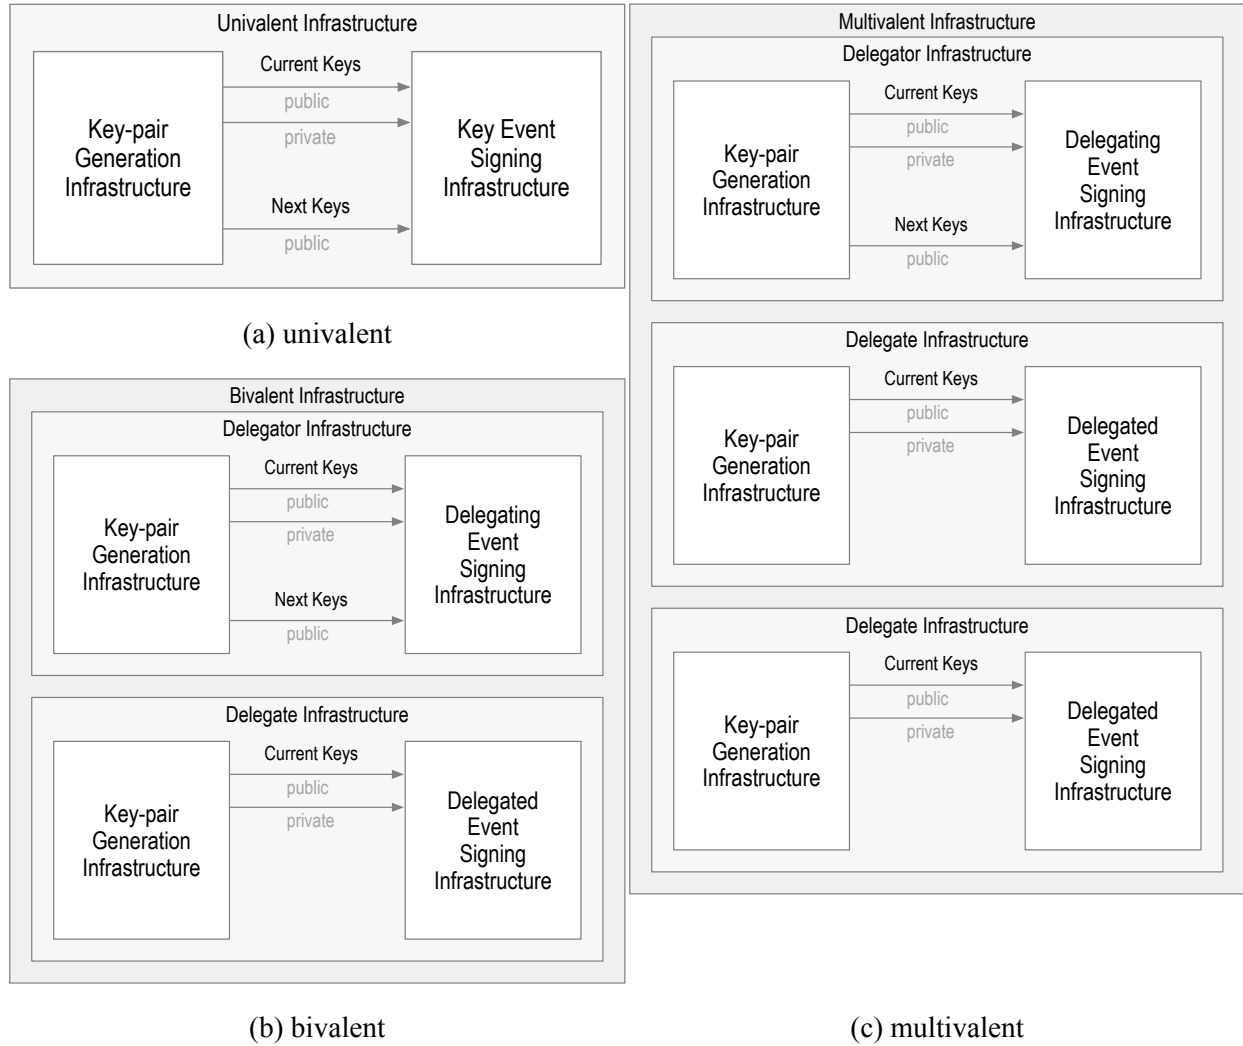 Univalent Infrastructure
Key-pair
Generation
Infrastructure
Current Keys
public
private
Next Keys
public
Key Event
Signing
Infrastructure
(a) univalent
Bivalent Infrastructure
Delegator Infrastructure
Key-pair
Generation
Infrastructure
Current Keys
public
private
Next Keys
public
Delegating
Event
Signing
Infrastructure
Delegate Infrastructure
Key-pair
Generation
Infrastructure
Current Keys
public
private
Delegated
Event
Signing
Infrastructure
(b) bivalent
Multivalent Infrastructure
Delegator Infrastructure
Key-pair
Generation
Infrastructure
Current Keys
public
private
Next Keys
public
Delegating
Event
Signing
Infrastructure
Delegate Infrastructure
Key-pair
Generation
Infrastructure
Current Keys
public
private
Delegated
Event
Signing
Infrastructure
Delegate Infrastructure
Key-pair
Generation
Infrastructure
Current Keys
public
private
Delegated
Event
Signing
Infrastructure
(c) multivalent